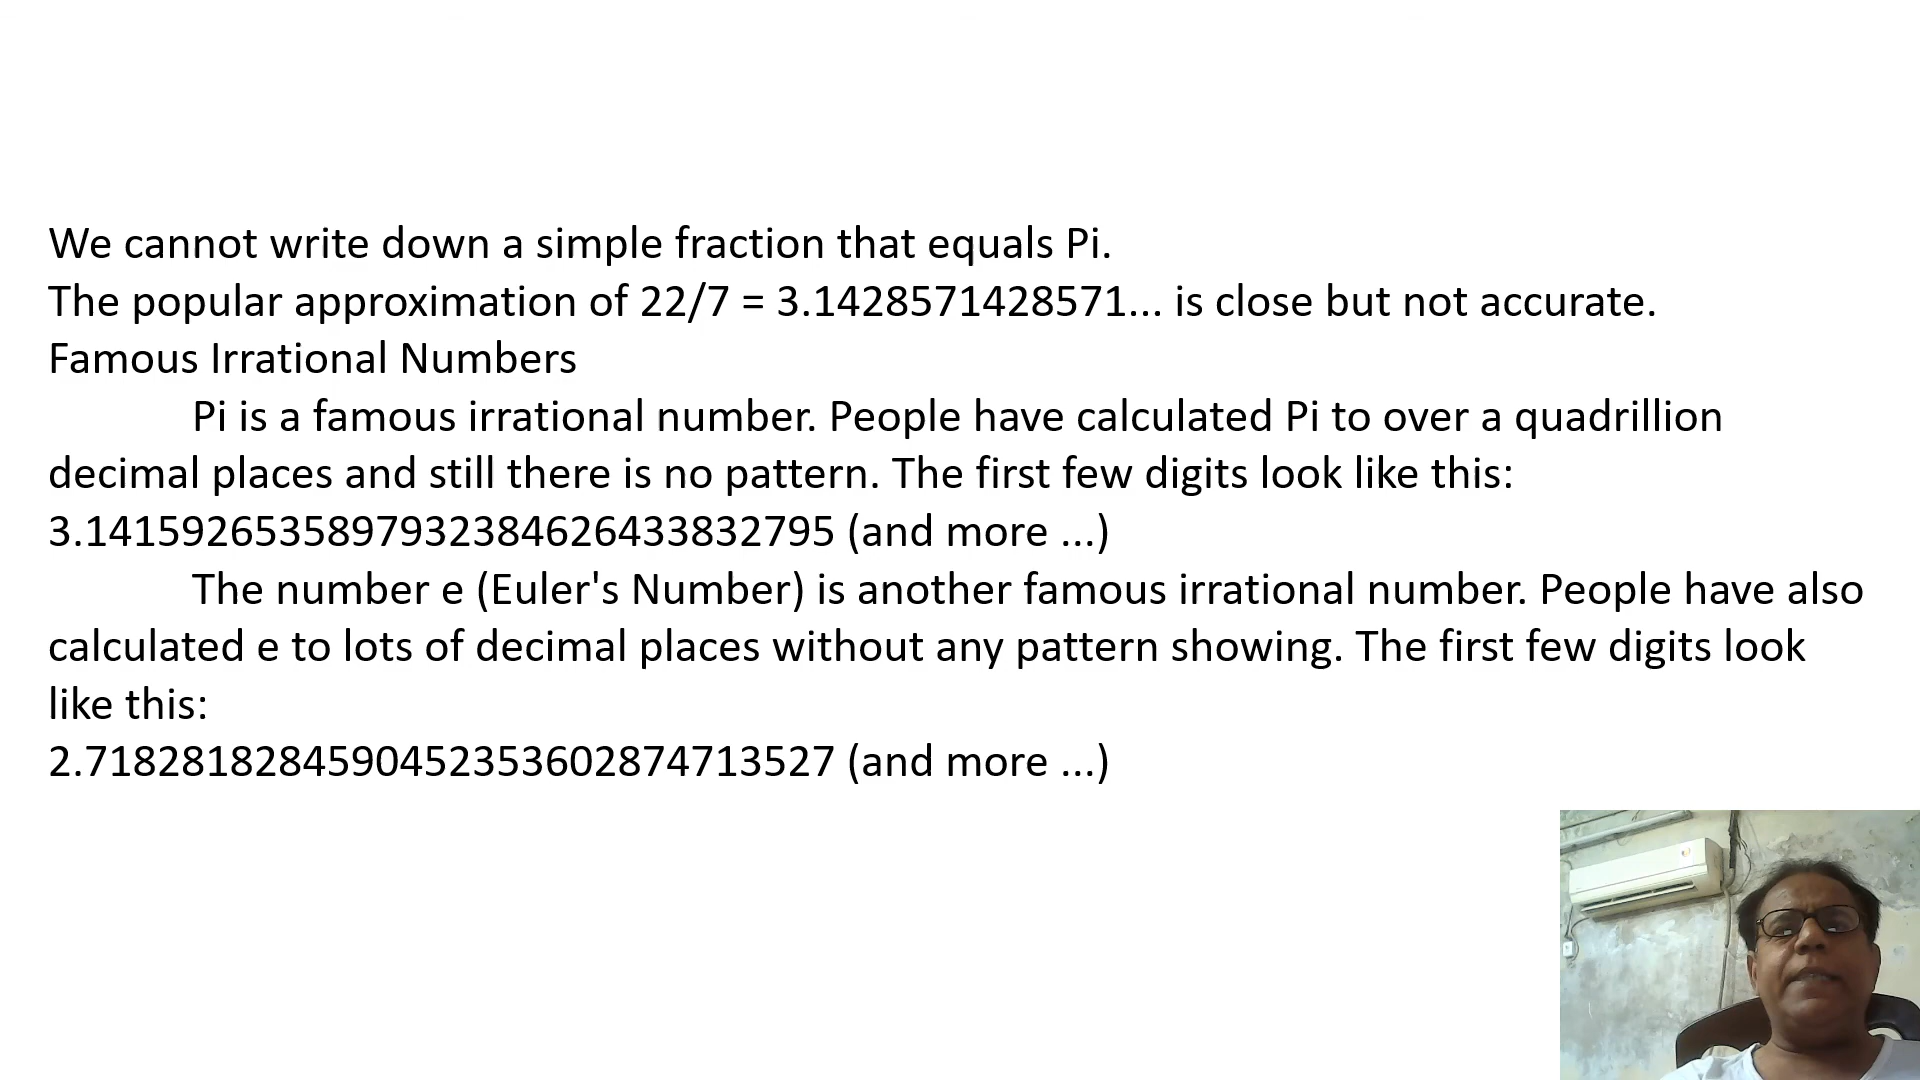 We cannot write down a simple fraction that equals Pi.
The popular approximation of 22/7 = 3.1428571428571... is close but not accurate.
Famous Irrational Numbers
Pi is a famous irrational number. People have calculated Pi to over a quadrillion
decimal places and still there is no pattern. The first few digits look like this:
3.1415926535897932384626433832795 (and more ...)
The number e (Euler's Number) is another famous irrational number. People have also
calculated e to lots of decimal places without any pattern showing. The first few digits look
like this:
2.7182818284590452353602874713527 (and more ...)